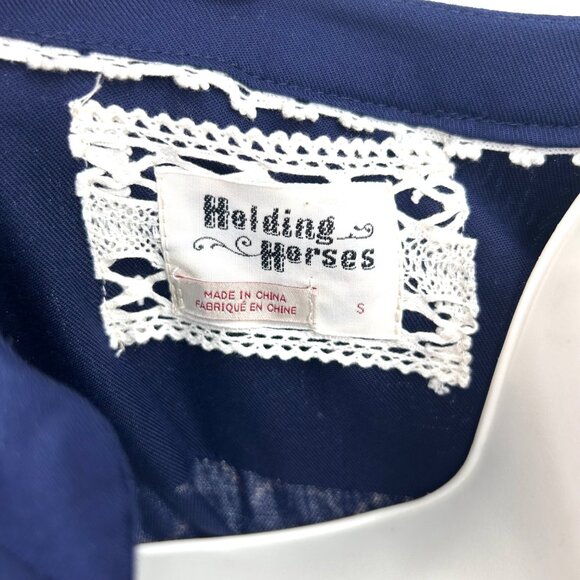 Holding
Horses
MADE IN CHINA
FABRIQUÉ EN CHINE
S